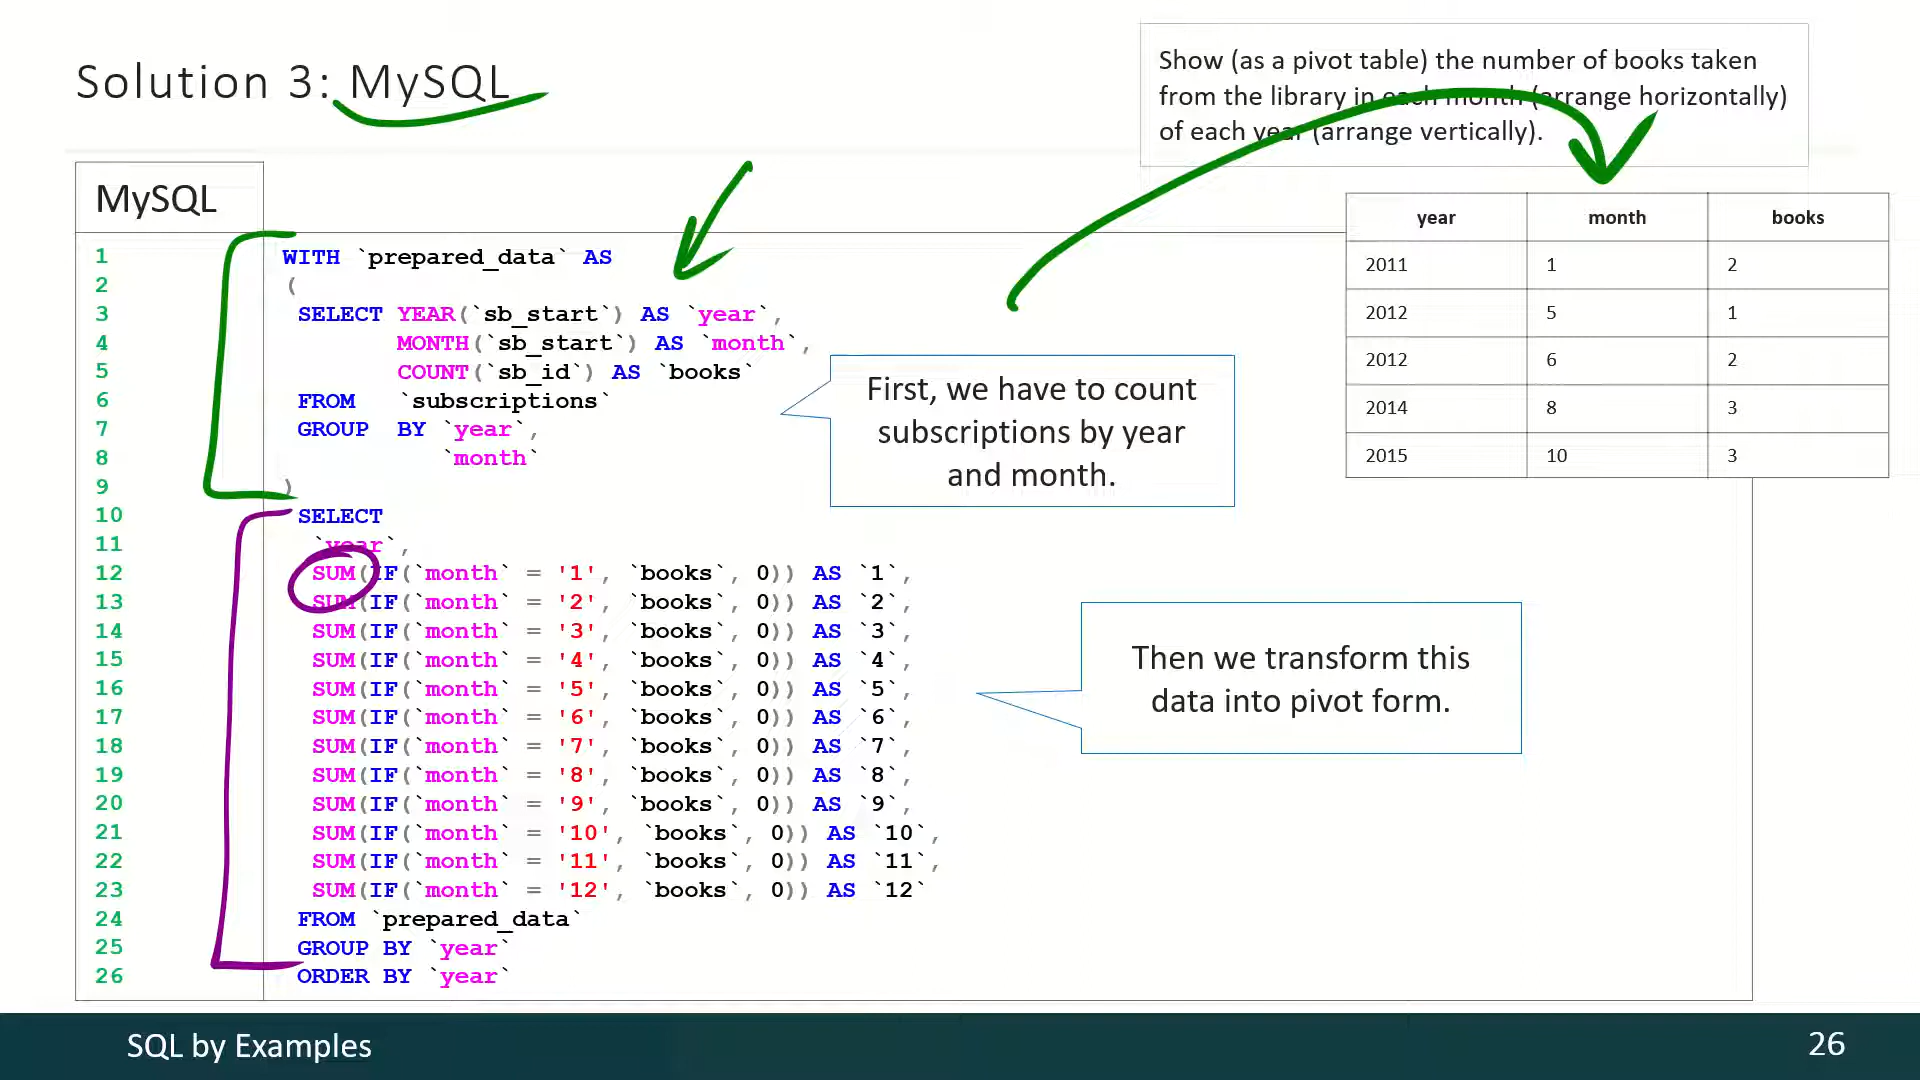 Solution 3: MySQL
Show (as a pivot table) the number of books taken
from the library in each month (arrange horizontally)
of each year (arrange vertically).
MySQL
year month books
2011 1 2
2012 5 1
2012 6 2
2014 8 3
2015 10 3
1 WITH `prepared_data` AS
2 (
3 SELECT YEAR(`sb_start`) AS `year`,
4 MONTH(`sb_start`) AS `month`,
5 COUNT(`sb_id`) AS `books`
6 FROM `subscriptions`
7 GROUP BY `year`,
8 `month`
9 )
10 SELECT
11 `year`,
12 SUM(IF(`month` = '1', `books`, 0)) AS `1`,
13 SUM(IF(`month` = '2', `books`, 0)) AS `2`,
14 SUM(IF(`month` = '3', `books`, 0)) AS `3`,
15 SUM(IF(`month` = '4', `books`, 0)) AS `4`,
16 SUM(IF(`month` = '5', `books`, 0)) AS `5`,
17 SUM(IF(`month` = '6', `books`, 0)) AS `6`,
18 SUM(IF(`month` = '7', `books`, 0)) AS `7`,
19 SUM(IF(`month` = '8', `books`, 0)) AS `8`,
20 SUM(IF(`month` = '9', `books`, 0)) AS `9`,
21 SUM(IF(`month` = '10', `books`, 0)) AS `10`,
22 SUM(IF(`month` = '11', `books`, 0)) AS `11`,
23 SUM(IF(`month` = '12', `books`, 0)) AS `12`
24 FROM `prepared_data`
25 GROUP BY `year`
26 ORDER BY `year`
First, we have to count
subscriptions by year
and month.
Then we transform this
data into pivot form.
SQL by Examples
26